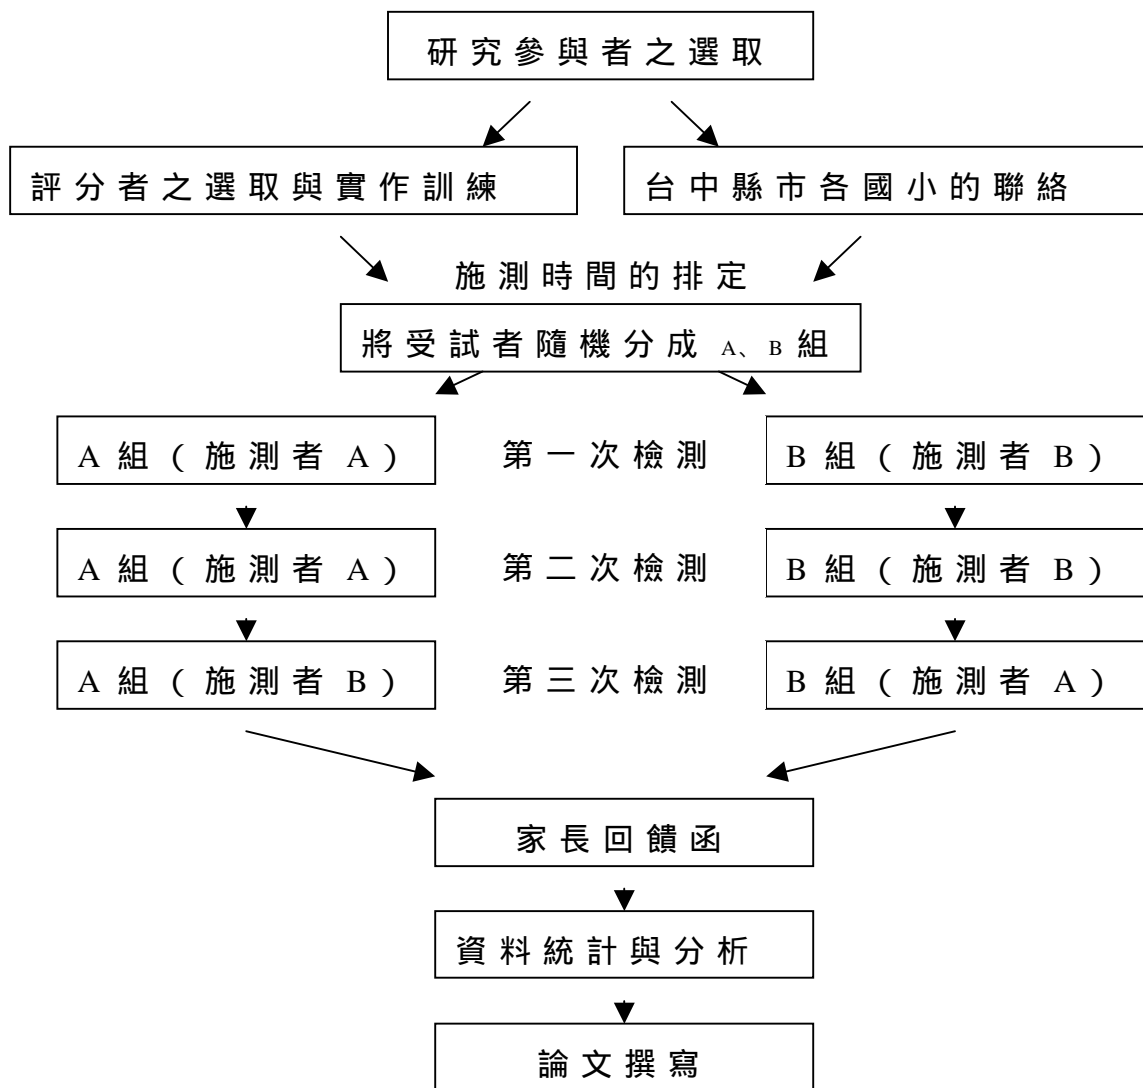 研究參與者之選取
評分者之選取與實作訓練
台中縣市各國小的聯絡
施測時間的排定
將受試者隨機分成 A、B 組
A 組 ( 施測者 A )
第一次檢測
B 組 ( 施測者 B )
A 組 ( 施測者 A )
第二次檢測
B 組 ( 施測者 B )
A 組 ( 施測者 B )
第三次檢測
B 組 ( 施測者 A )
家長回饋函
資料統計與分析
論文撰寫